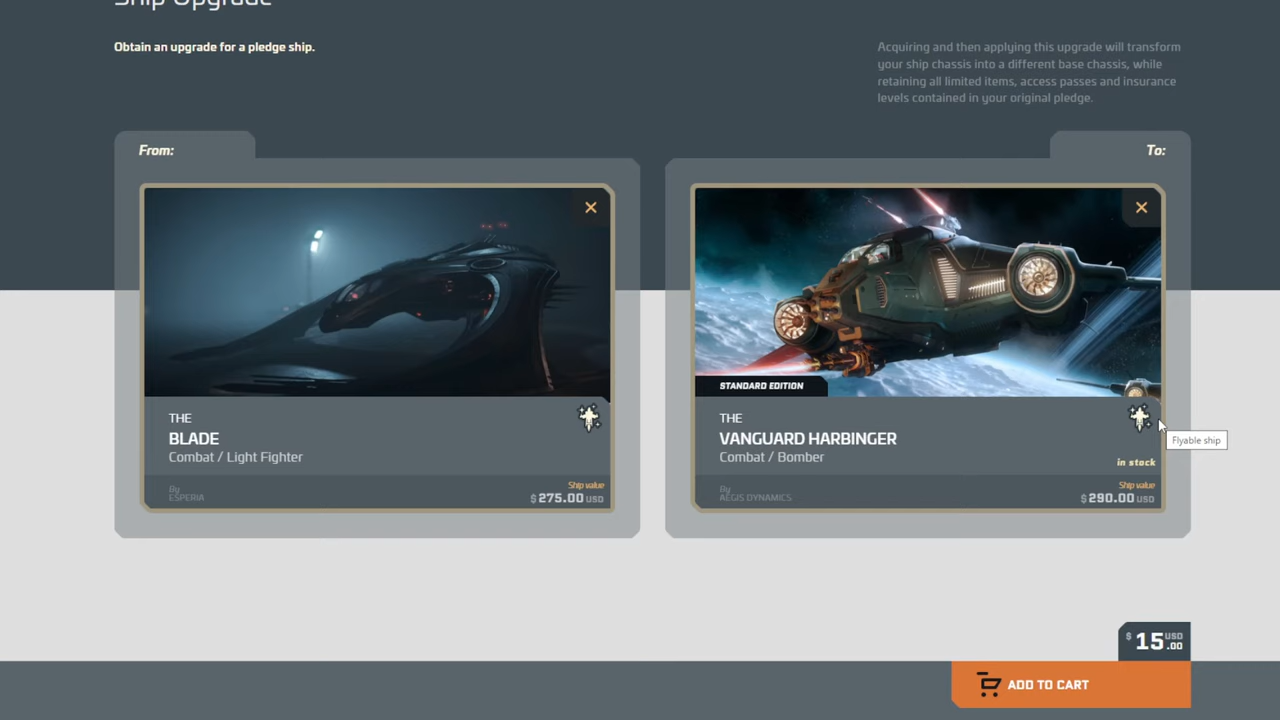 Ship Upgrade
Obtain an upgrade for a pledge ship.
Acquiring and then applying this upgrade will transform
your ship chassis into a different base chassis, while
retaining all limited items, access passes and insurance
levels contained in your original pledge.
From:
THE
BLADE
Combat / Light Fighter
By
ESPERIA
Ship value
$ 275.00 USD
To:
STANDARD EDITION
THE
VANGUARD HARBINGER
Combat / Bomber
Flyable ship
in stock
By
AEGIS DYNAMICS
Ship value
$ 290.00 USD
$ 15 USD .00
ADD TO CART